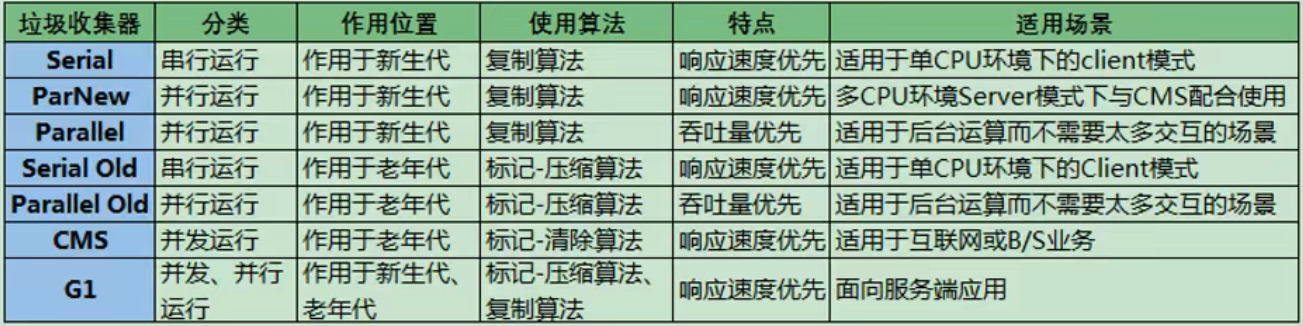 垃圾收集器 分类 作用位置 使用算法 特点 适用场景
Serial 串行运行 作用于新生代 复制算法 响应速度优先 适用于单CPU环境下的client模式
ParNew 并行运行 作用于新生代 复制算法 响应速度优先 多CPU环境Server模式下与CMS配合使用
Parallel 并行运行 作用于新生代 复制算法 吞吐量优先 适用于后台运算而不需要太多交互的场景
Serial Old 串行运行 作用于老年代 标记-压缩算法 响应速度优先 适用于单CPU环境下的Client模式
Parallel Old 并行运行 作用于老年代 标记-压缩算法 吞吐量优先 适用于后台运算而不需要太多交互的场景
CMS 并发运行 作用于老年代 标记-清除算法 响应速度优先 适用于互联网或B/S业务
G1 并发、并行 作用于新生代、 标记-压缩算法、 响应速度优先 面向服务端应用
运行 老年代 复制算法